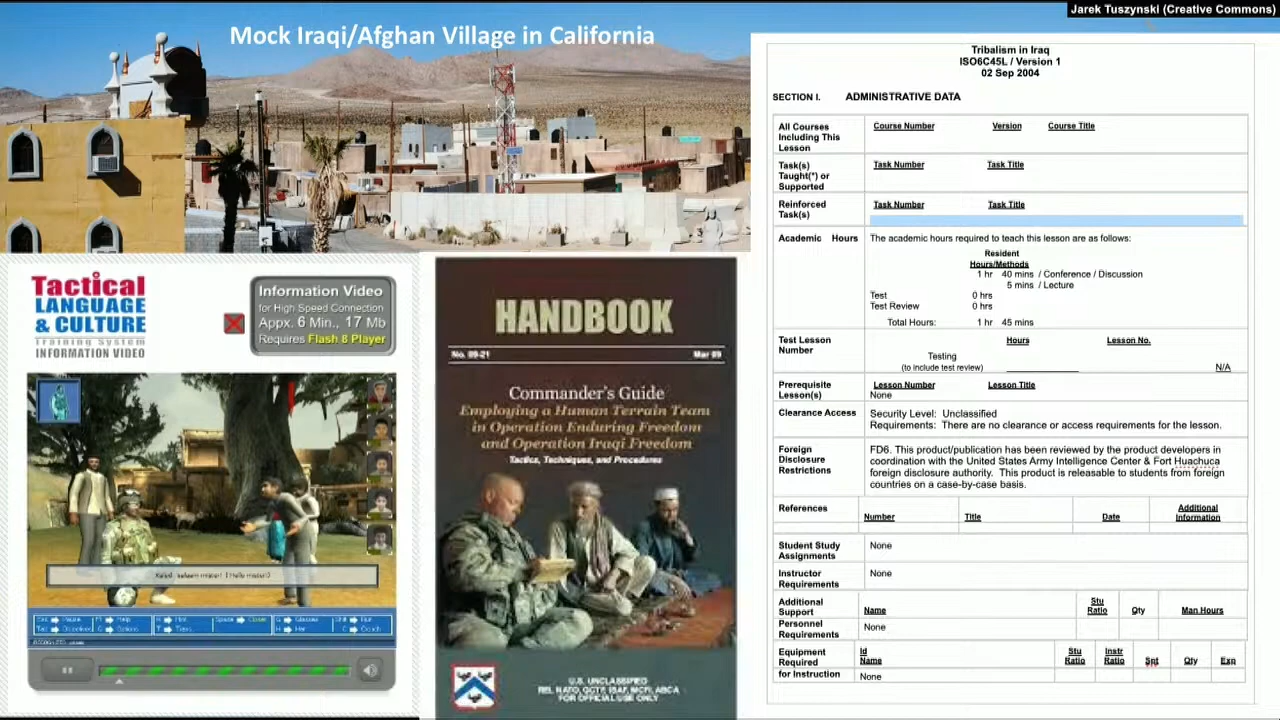 Jarek Tuszynski (Creative Commons)
Mock Iraqi/Afghan Village in California
Tactical
LANGUAGE
& CULTURE
Training System
INFORMATION VIDEO
Information Video
for High Speed Connection
Appx. 6 Min., 17 Mb
Requires Flash 8 Player
HANDBOOK
No. 09-21 Mar 09
Commander's Guide
Employing a Human Terrain Team
in Operation Enduring Freedom
and Operation Iraqi Freedom
Tactics, Techniques, and Procedures
U.S. UNCLASSIFIED
REL NATO, GCTF, ISAF, MCFI, ABCA
FOR OFFICIAL USE ONLY
Tribalism in Iraq
ISO6C45L / Version 1
02 Sep 2004
SECTION I. ADMINISTRATIVE DATA
All Courses Including This Lesson
Course Number Version Course Title
Task(s) Taught(*) or Supported
Task Number Task Title
Reinforced Task(s)
Task Number Task Title
Academic Hours
The academic hours required to teach this lesson are as follows:
Resident
Hours/Methods
1 hr 40 mins / Conference / Discussion
5 mins / Lecture
Test 0 hrs
Test Review 0 hrs
Total Hours: 1 hr 45 mins
Test Lesson Number
Hours Lesson No.
Testing
(to include test review) N/A
Prerequisite Lesson(s)
Lesson Number Lesson Title
None
Clearance Access
Security Level: Unclassified
Requirements: There are no clearance or access requirements for the lesson.
Foreign Disclosure Restrictions
FD6. This product/publication has been reviewed by the product developers in
coordination with the United States Army Intelligence Center & Fort Huachuca
foreign disclosure authority. This product is releasable to students from foreign
countries on a case-by-case basis.
References
Number Title Date Additional Information
Student Study Assignments
None
Instructor Requirements
None
Additional Support Personnel Requirements
Name Stu Ratio Qty Man Hours
None
Equipment Required for Instruction
Id Name Stu Ratio Instr Ratio Spt Qty Exp
None